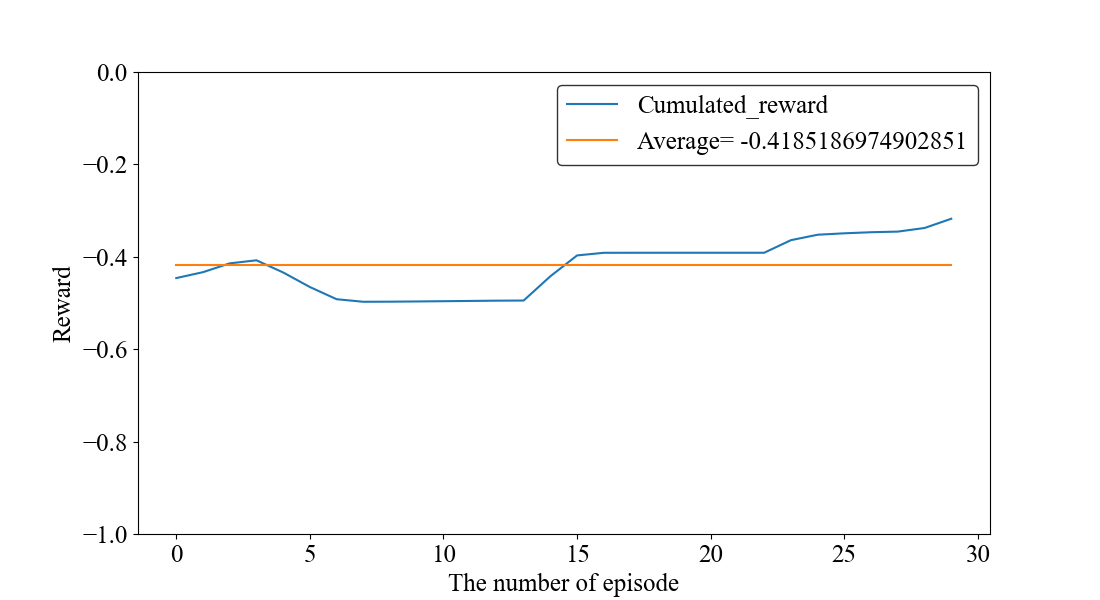 0.0
−0.2
−0.4
−0.6
−0.8
−1.0
Reward
Cumulated_reward
Average= -0.4185186974902851
0 5 10 15 20 25 30
The number of episode